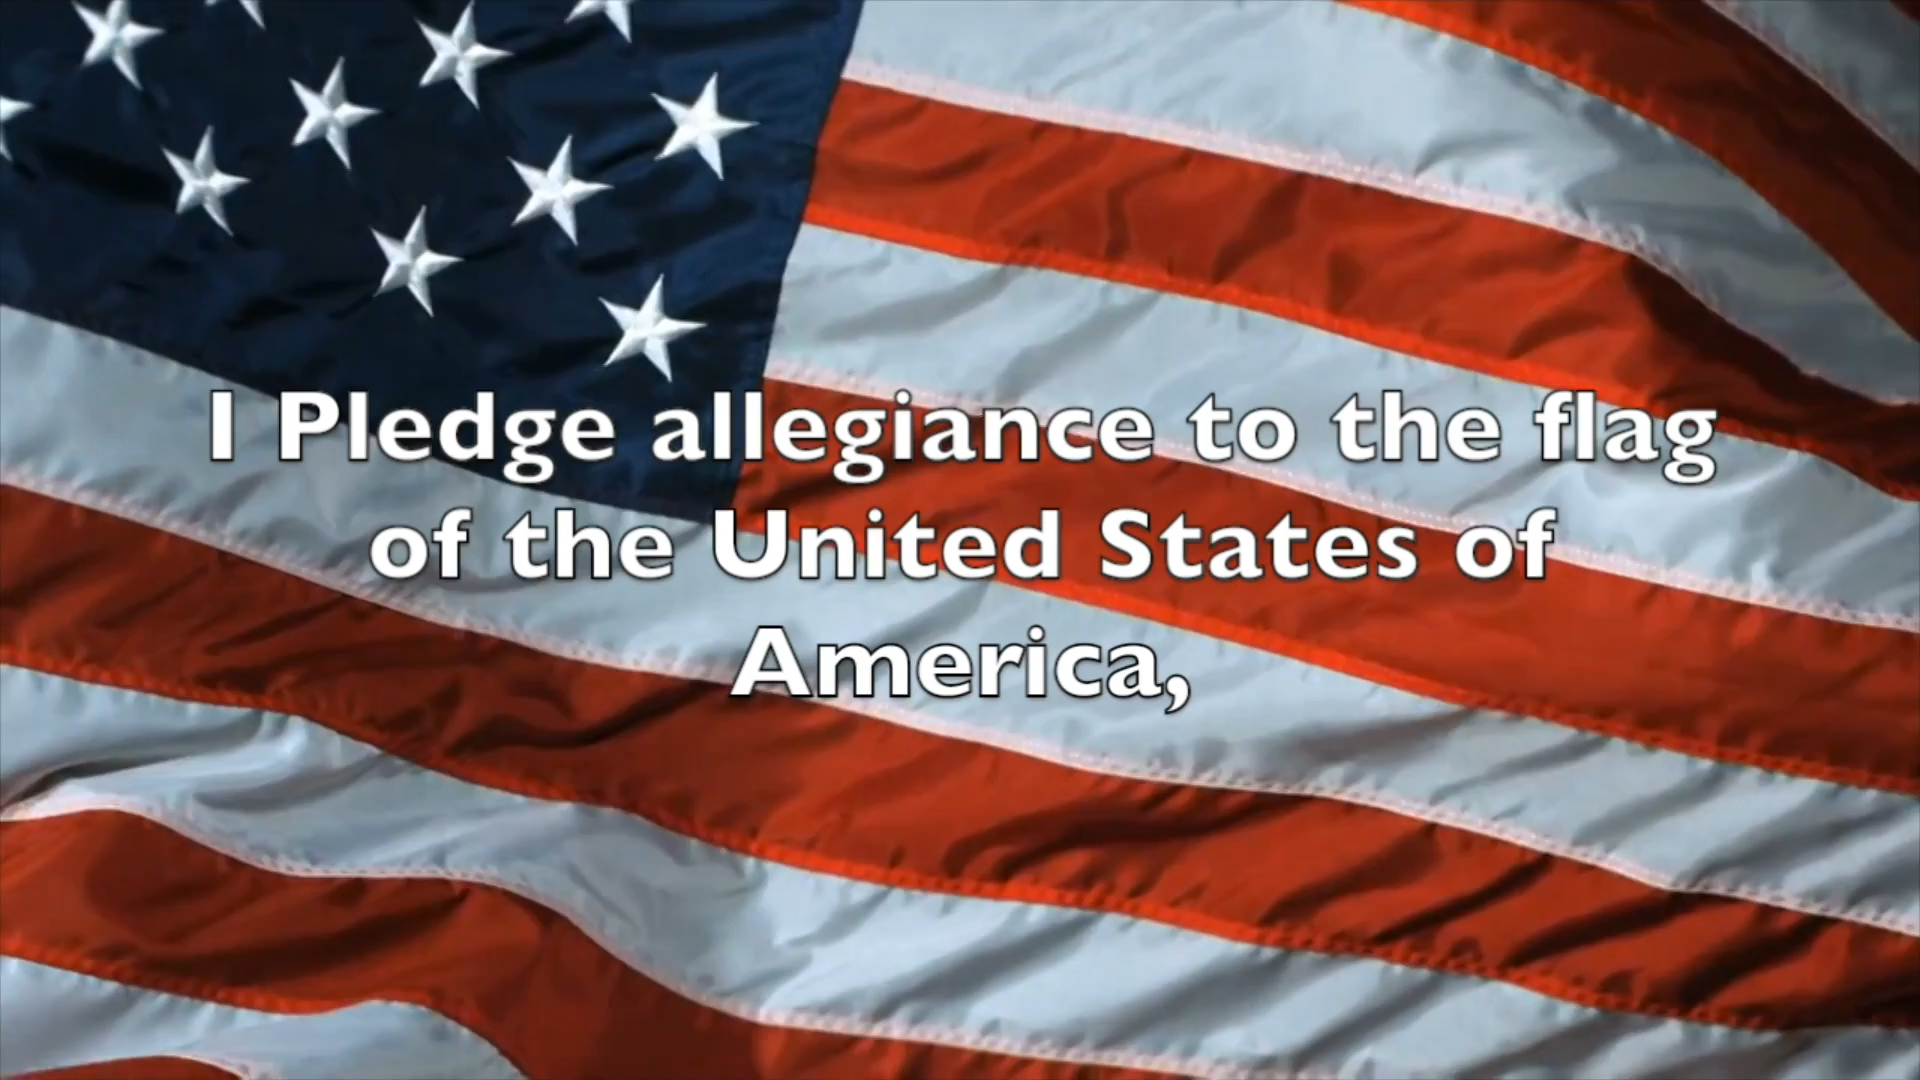 I Pledge allegiance to the flag
of the United States of
America,